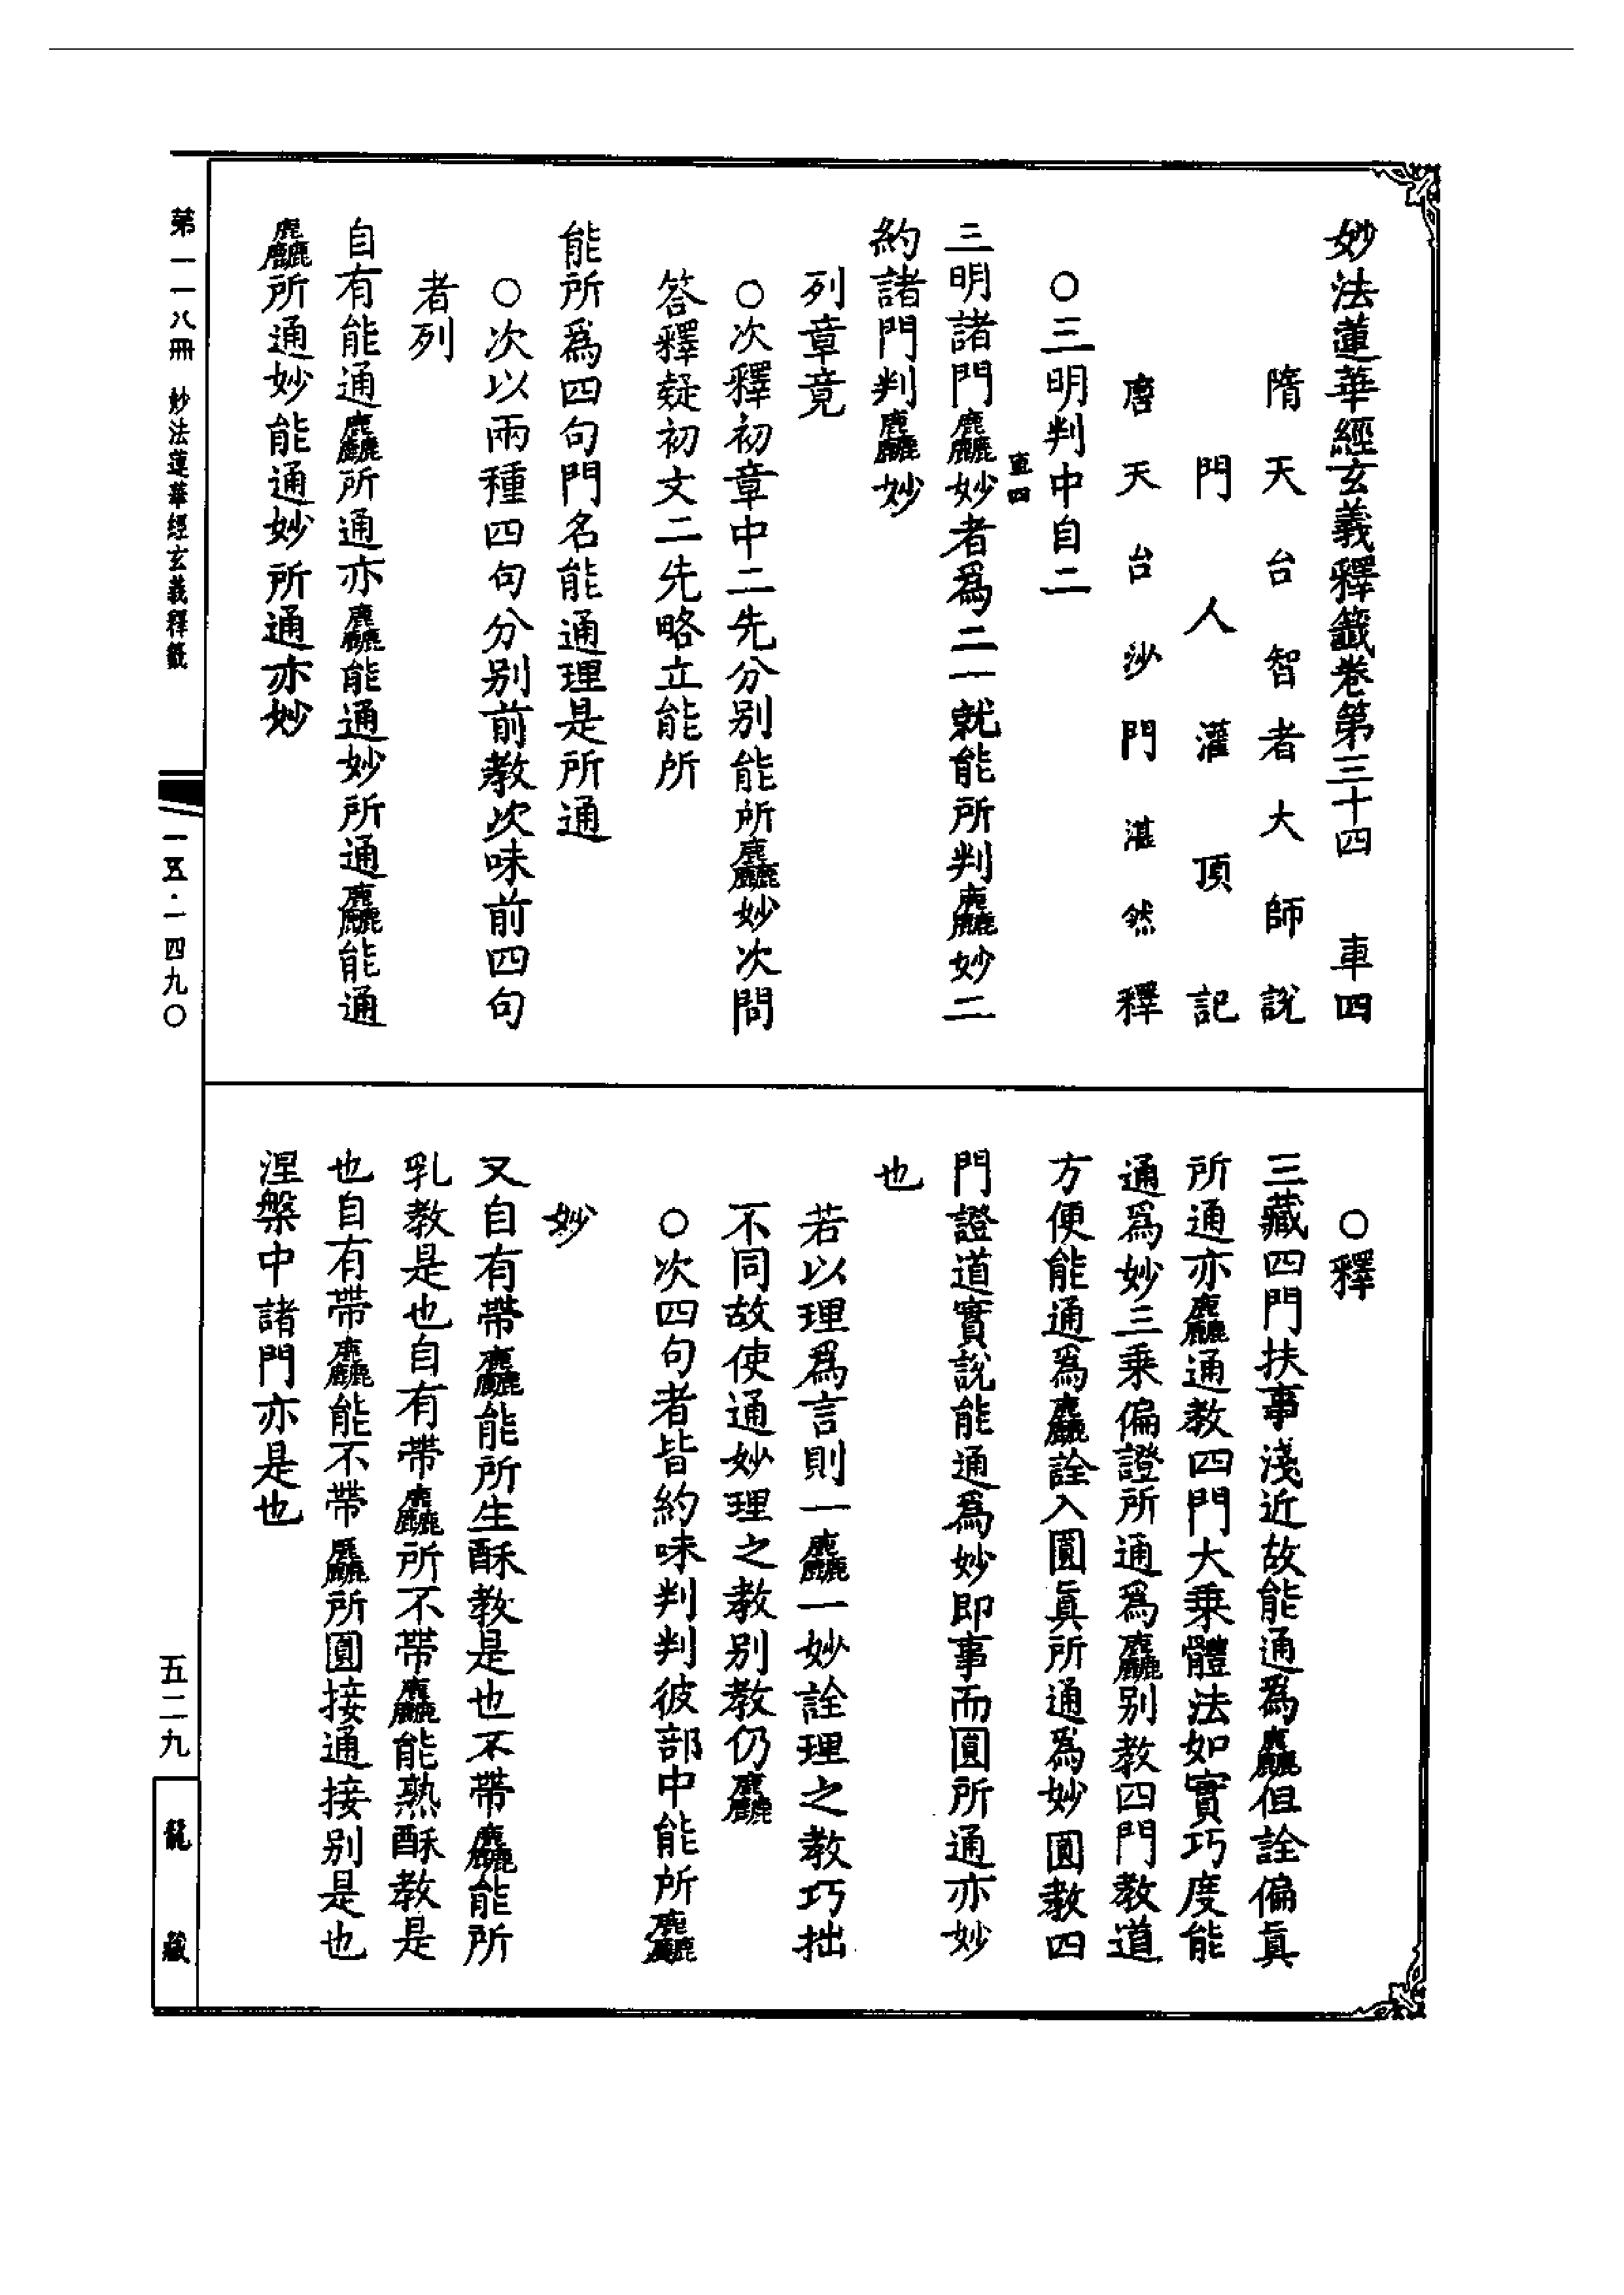 妙法蓮華經玄義釋籤卷第三十四　車四
隋天台智者大師說
門人灌頂記
唐天台沙門湛然釋
○三明判中自二
車四
三明諸門麤妙者爲二一就能所判麤妙二
約諸門判麤妙
列章竟
○次釋初章中二先分別能所麤妙次問
答釋疑初文二先略立能所
能所爲四句門名能通理是所通
○次以兩種四句分別前教次味前四句
者列
自有能通麤所通亦麤能通妙所通麤能通
麤所通妙能通妙所通亦妙
○釋
三藏四門扶事淺近故能通爲麤但詮偏眞
所通亦麤通教四門大乘體法如實巧度能
通爲妙三乘偏證所通爲麤別教四門教道
方便能通爲麤詮入圓眞所通爲妙圓教四
門證道實說能通爲妙即事而圓所通亦妙
也
若以理爲言則一麤一妙詮理之教巧拙
不同故使通妙理之教別教仍麤
○次四句者皆約味判判彼部中能所麤
妙
又自有帶麤能所生酥教是也不帶麤能所
乳教是也自有帶麤所不帶麤能熟酥教是
也自有帶麤能不帶麤所圓接通接別是也
涅槃中諸門亦是也
第一一八冊　妙法蓮華經玄義釋籤
一五·一四九○
五二九
龍藏